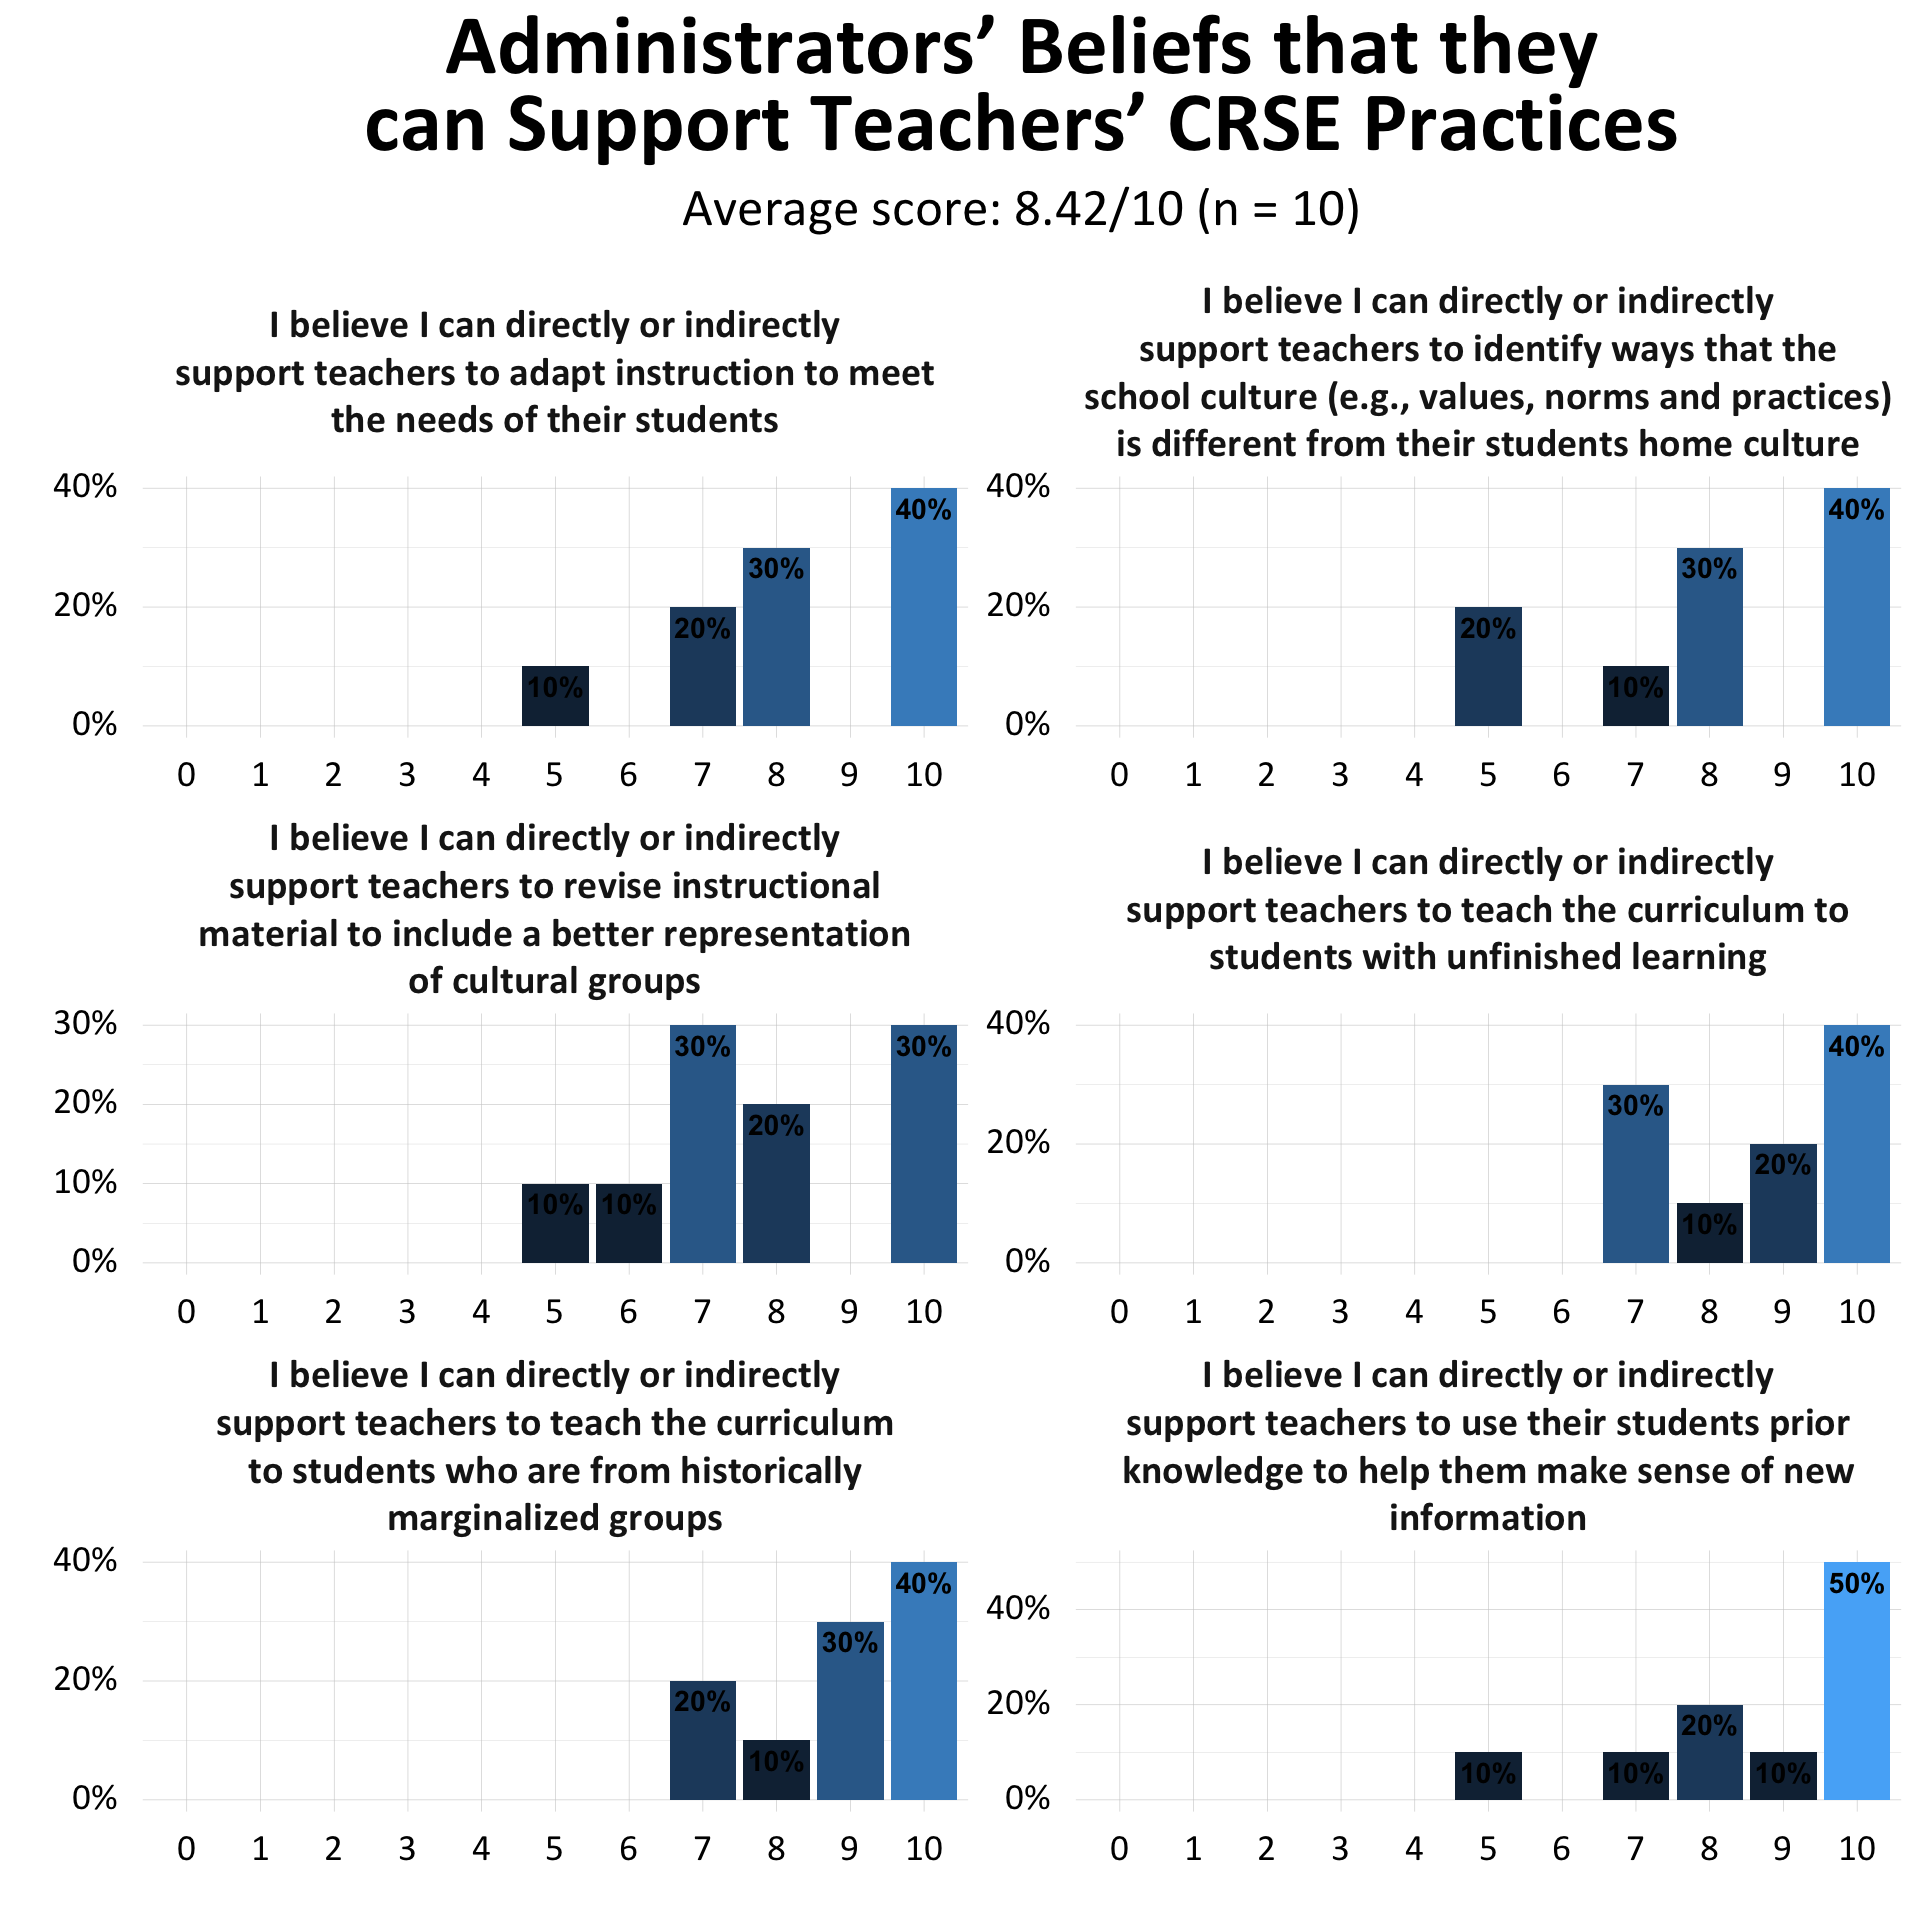 Administrators’ Beliefs that they
can Support Teachers’ CRSE Practices
Average score: 8.42/10 (n = 10)
I believe I can directly or indirectly
support teachers to adapt instruction to meet
the needs of their students
40%
20%
0%
10%
20%
30%
40%
0 1 2 3 4 5 6 7 8 9 10
I believe I can directly or indirectly
support teachers to identify ways that the
school culture (e.g., values, norms and practices)
is different from their students home culture
40%
20%
0%
20%
10%
30%
40%
0 1 2 3 4 5 6 7 8 9 10
I believe I can directly or indirectly
support teachers to revise instructional
material to include a better representation
of cultural groups
30%
20%
10%
0%
10%
10%
30%
20%
30%
0 1 2 3 4 5 6 7 8 9 10
I believe I can directly or indirectly
support teachers to teach the curriculum to
students with unfinished learning
40%
20%
0%
30%
10%
20%
40%
0 1 2 3 4 5 6 7 8 9 10
I believe I can directly or indirectly
support teachers to teach the curriculum
to students who are from historically
marginalized groups
40%
20%
0%
20%
10%
30%
40%
0 1 2 3 4 5 6 7 8 9 10
I believe I can directly or indirectly
support teachers to use their students prior
knowledge to help them make sense of new
information
40%
20%
0%
10%
10%
20%
10%
50%
0 1 2 3 4 5 6 7 8 9 10